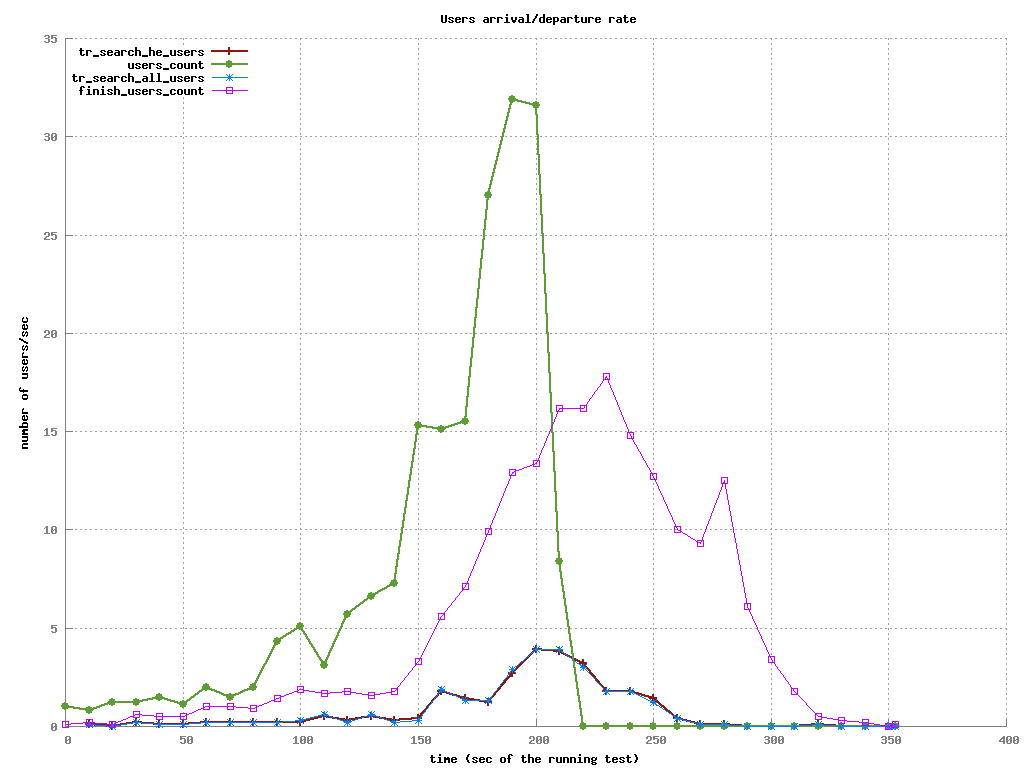 Users arrival/departure rate
35
tr_search_he_users
users_count
tr_search_all_users
finish_users_count
30
25
20
number of users/sec
15
10
5
0
0 50 100 150 200 250 300 350 400
time (sec of the running test)